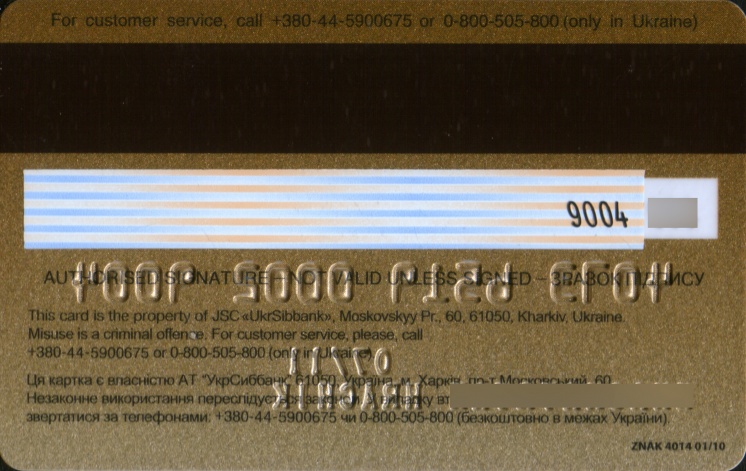 For customer service, call +380-44-5900675 or 0-800-505-800 (only in Ukraine)
9004
AUTHORISED SIGNATURE – NOT VALID UNLESS SIGNED – ЗРАЗОК ПІДПИСУ
This card is the property of JSC «UkrSibbank», Moskovskyy Pr., 60, 61050, Kharkiv, Ukraine.
Misuse is a criminal offence. For customer service, please, call
+380-44-5900675 or 0-800-505-800 (only in Ukraine)
Ця картка є власністю АТ "УкрСиббанк" 61050, Україна, м. Харків, пр-т Московський, 60
Незаконне використання переслідується законом. У випадку
звертатися за телефонами: +380-44-5900675 чи 0-800-505-800 (безкоштовно в межах України).
ZNAK 4014 01/10